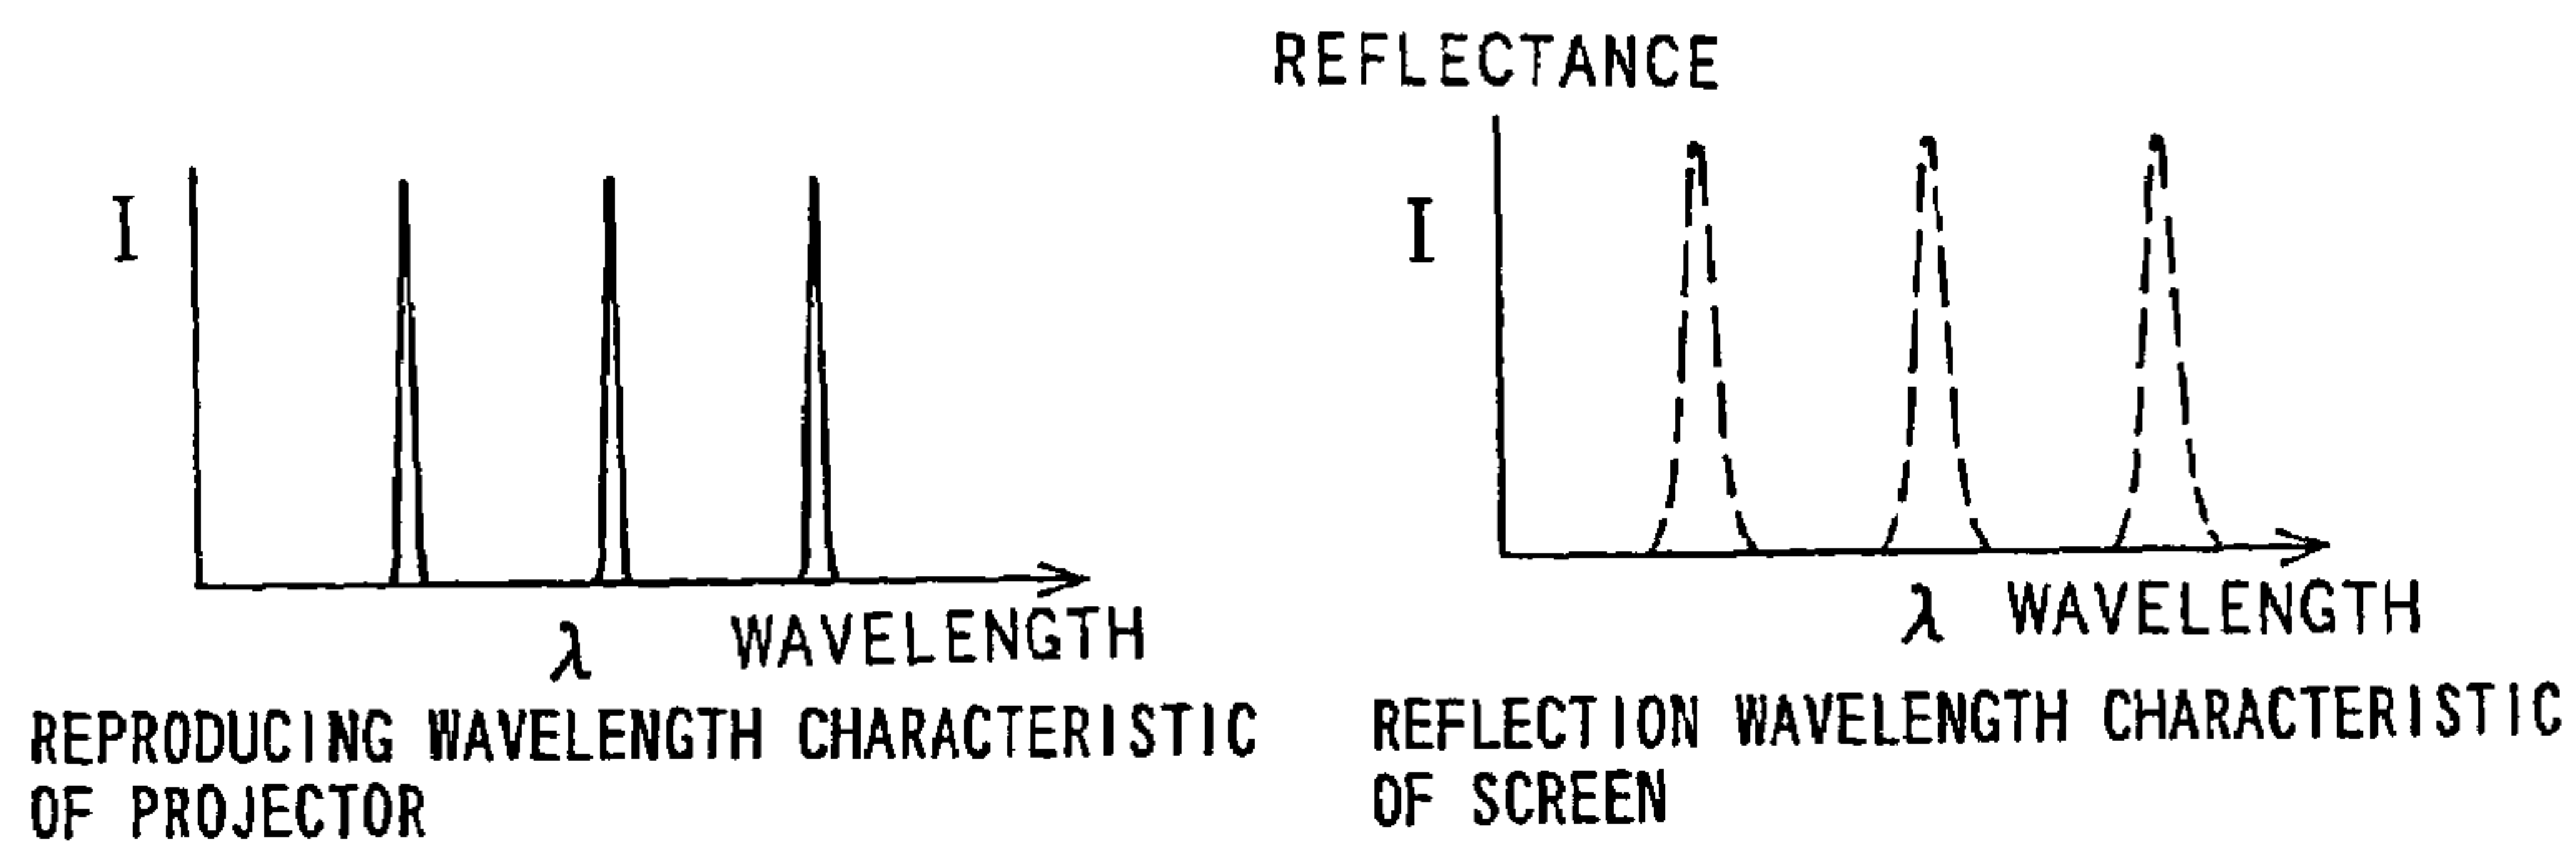 I
λ WAVELENGTH
REPRODUCING WAVELENGTH CHARACTERISTIC
OF PROJECTOR
REFLECTANCE
I
λ WAVELENGTH
REFLECTION WAVELENGTH CHARACTERISTIC
OF SCREEN